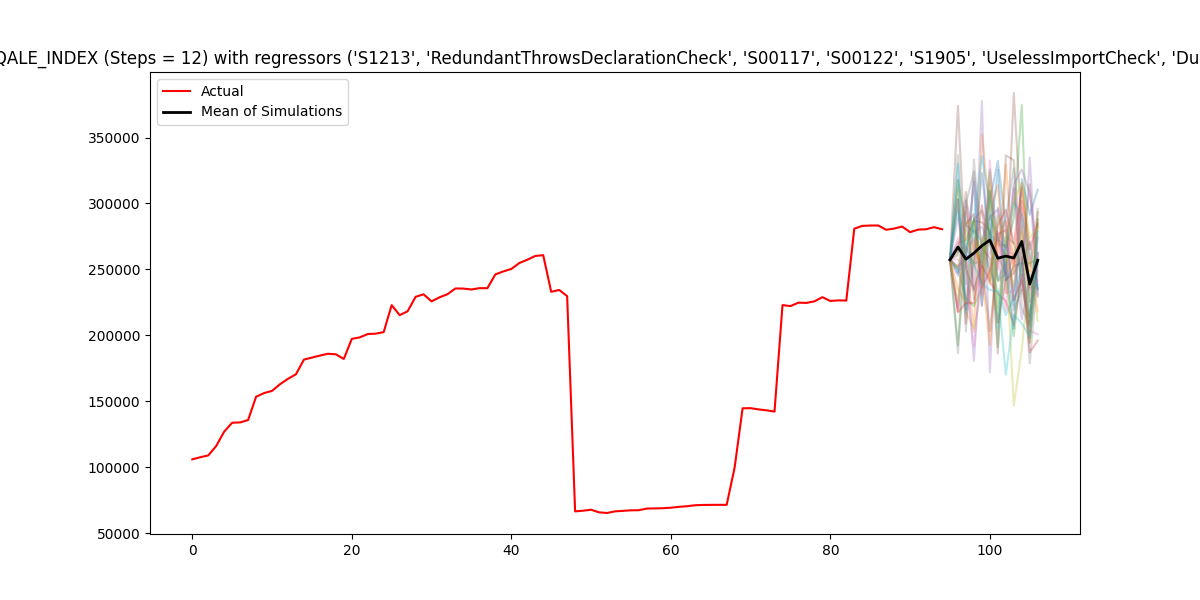 QALE_INDEX (Steps = 12) with regressors ('S1213', 'RedundantThrowsDeclarationCheck', 'S00117', 'S00122', 'S1905', 'UselessImportCheck', 'Du
Actual
Mean of Simulations
350000
300000
250000
200000
150000
100000
50000
0 20 40 60 80 100